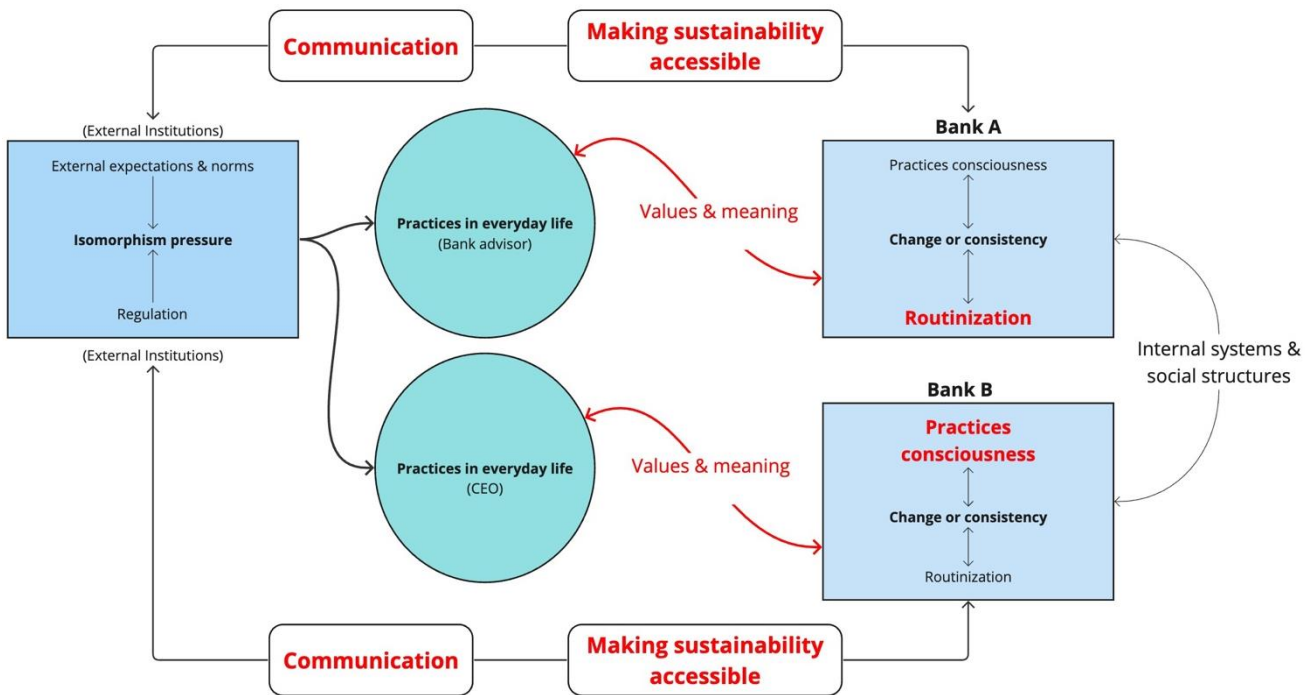 Communication
Making sustainability
accessible
(External Institutions)
External expectations & norms
Isomorphism pressure
Regulation
(External Institutions)
Practices in everyday life
(Bank advisor)
Values & meaning
Bank A
Practices consciousness
Change or consistency
Routinization
Internal systems &
social structures
Practices in everyday life
(CEO)
Values & meaning
Bank B
Practices
consciousness
Change or consistency
Routinization
Communication
Making sustainability
accessible